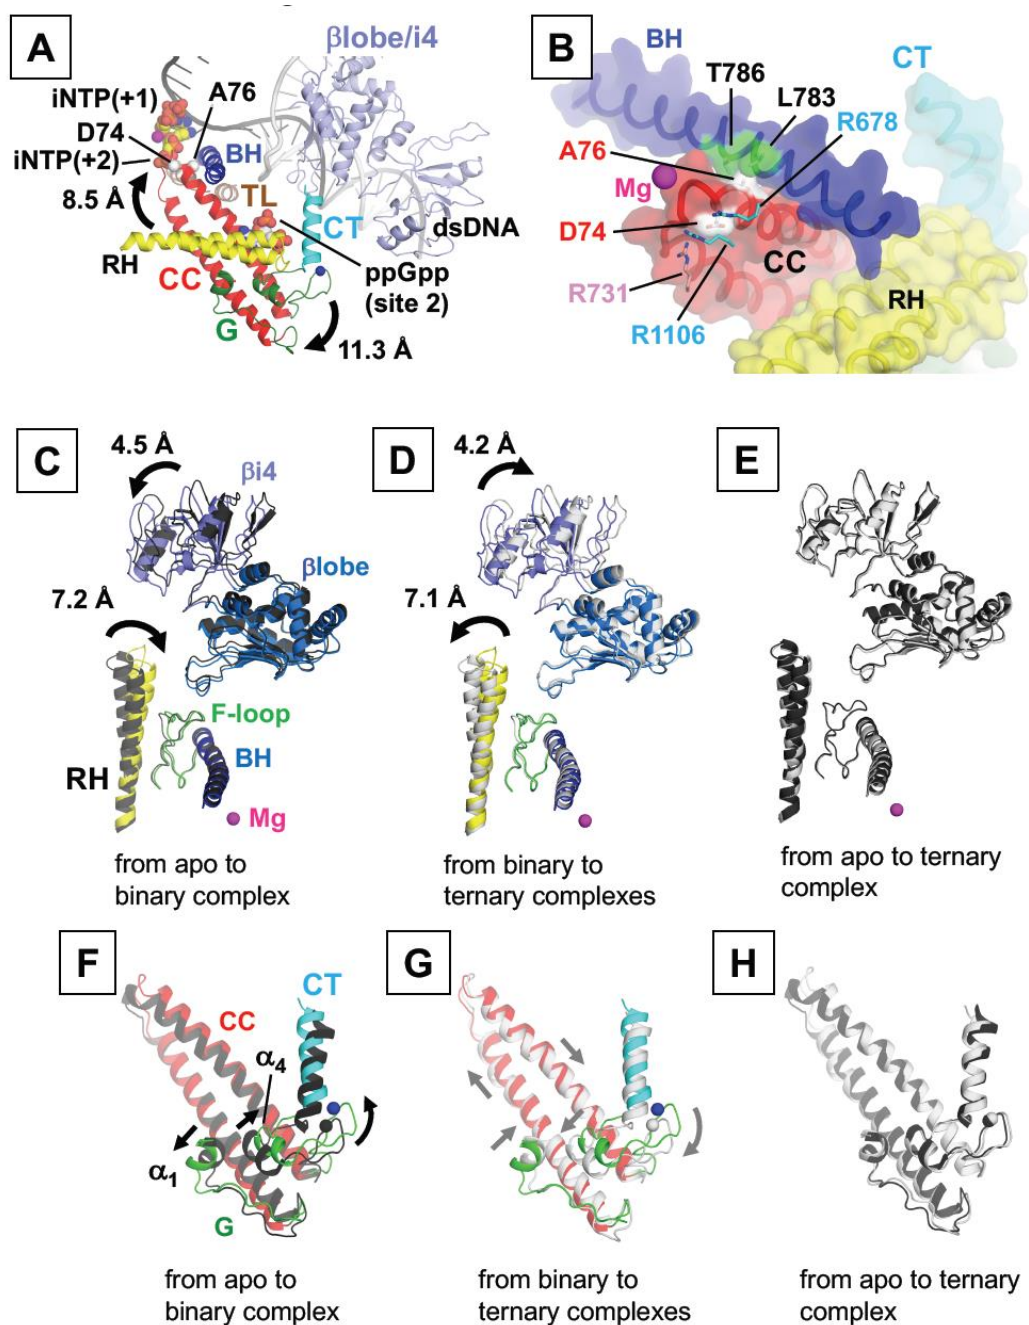 A
βlobe/i4
iNTP(+1)
A76
D74
BH
iNTP(+2)
8.5 Å
TL
CT
dsDNA
RH
CC
ppGpp
(site 2)
G
11.3 Å
B
BH
T786
CT
L783
R678
A76
Mg
D74
CC
R731
RH
R1106
C
4.5 Å
βi4
βlobe
7.2 Å
F-loop
BH
RH
Mg
from apo to
binary complex
D
4.2 Å
7.1 Å
from binary to
ternary complexes
E
from apo to ternary
complex
F
CT
CC
α4
α1
G
from apo to
binary complex
G
from binary to
ternary complexes
H
from apo to ternary
complex